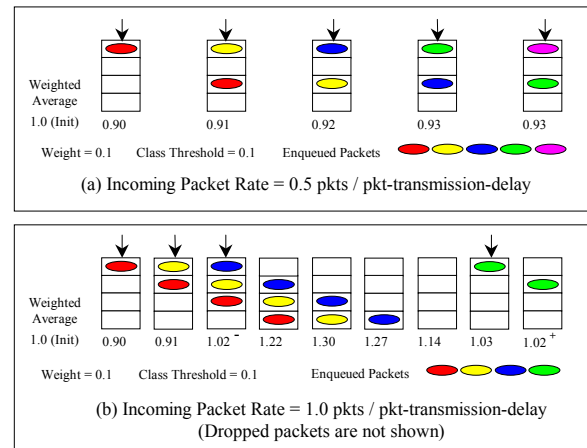 Weighted
Average
1.0 (Init) 0.90 0.91 0.92 0.93 0.93
Weight = 0.1 Class Threshold = 0.1 Enqueued Packets
(a) Incoming Packet Rate = 0.5 pkts / pkt-transmission-delay
Weighted
Average
1.0 (Init) 0.90 0.91 1.02 - 1.22 1.30 1.27 1.14 1.03 1.02 +
Weight = 0.1 Class Threshold = 0.1 Enqueued Packets
(b) Incoming Packet Rate = 1.0 pkts / pkt-transmission-delay
(Dropped packets are not shown)